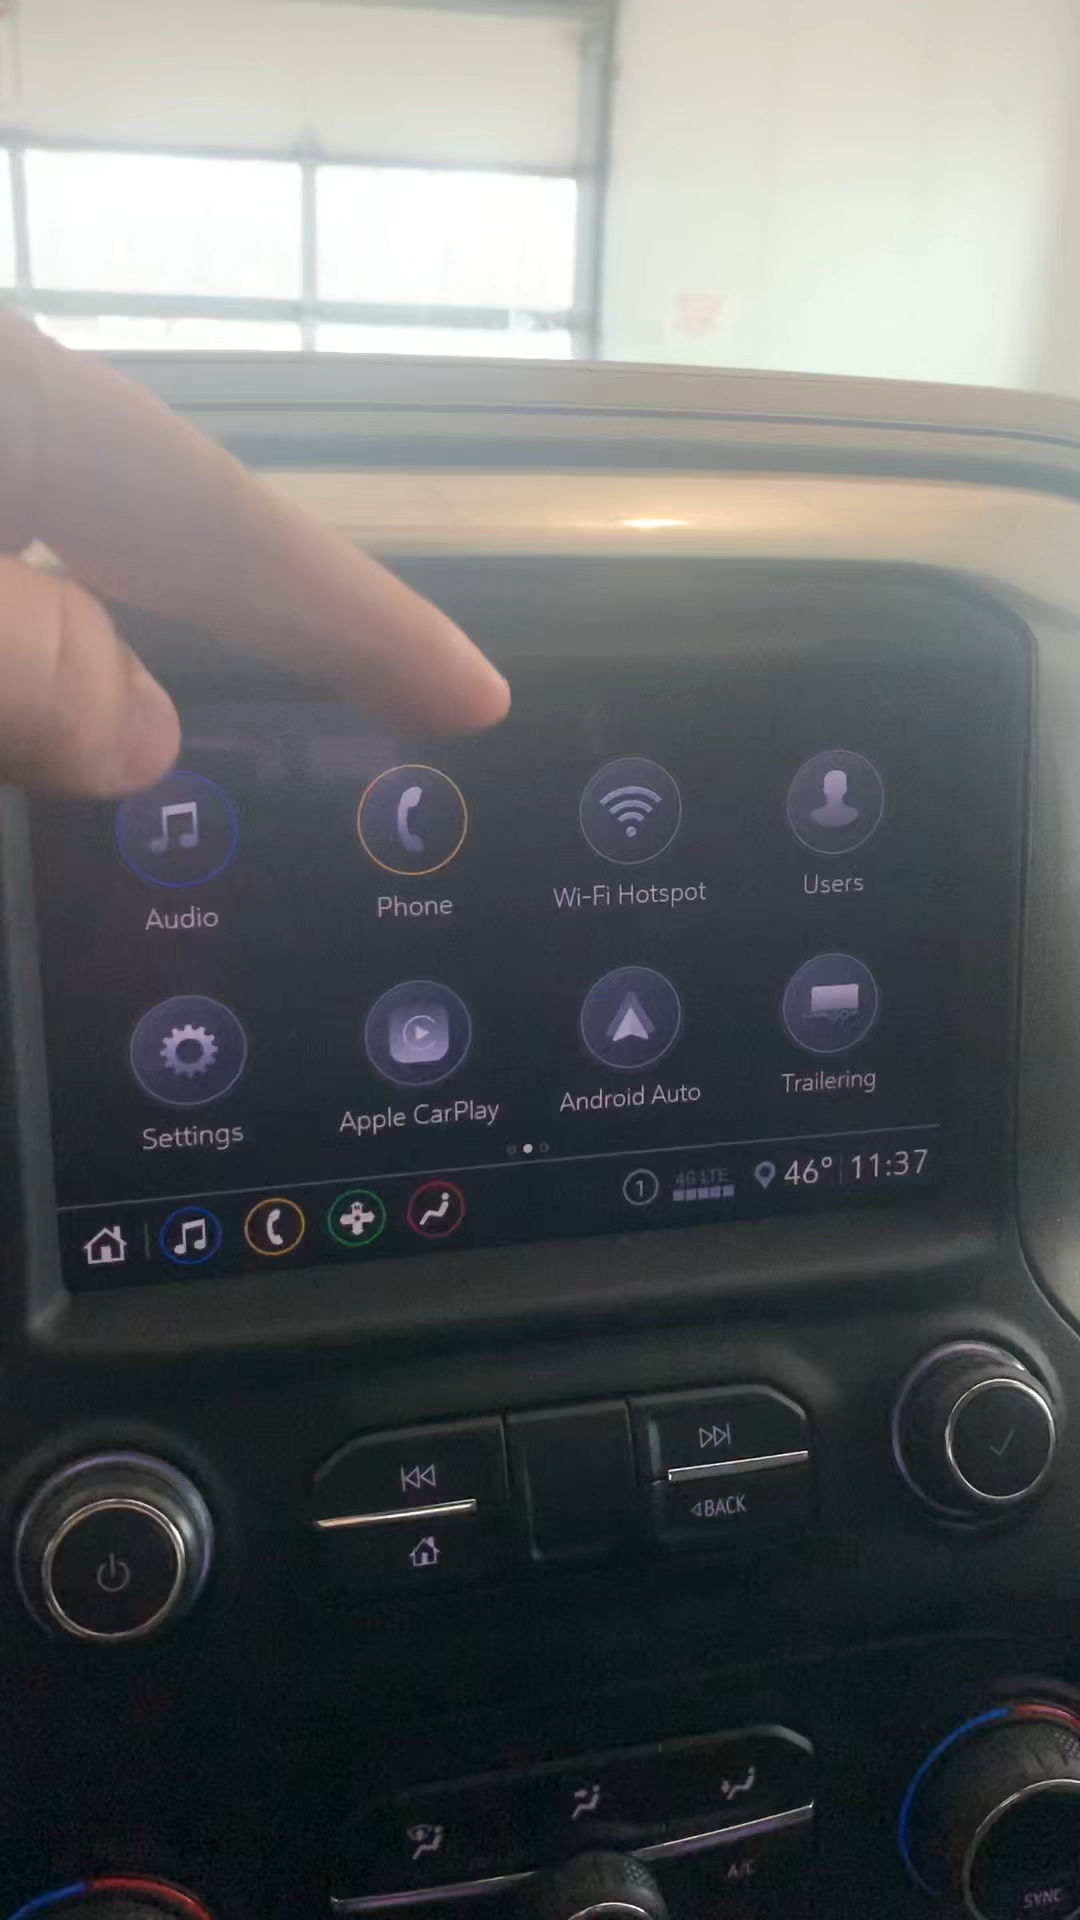 Audio
Phone
Wi-Fi Hotspot
Users
Settings
Apple CarPlay
Android Auto
Trailering
1
4G LTE
46° 11:37
BACK
A/C
SYNC